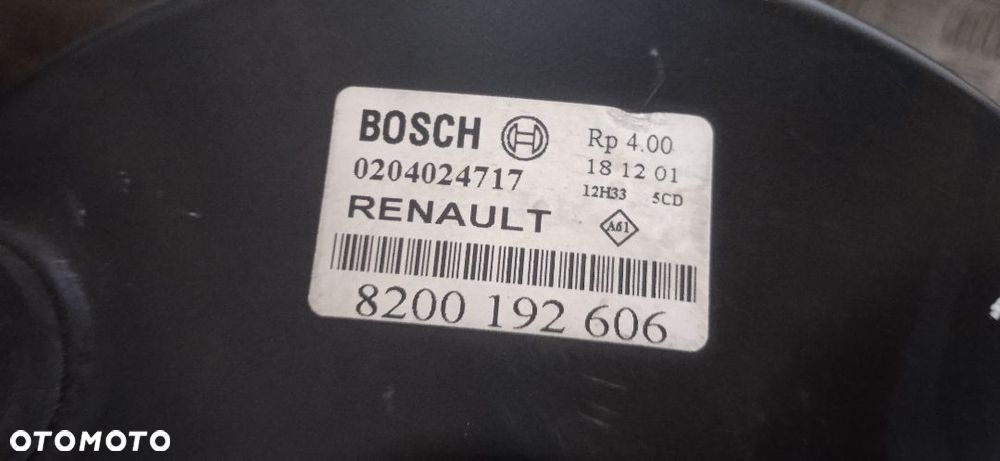 BOSCH
Rp 4.00
0204024717
18 12 01
12H33 5CD
RENAULT
A61
8200 192 606
OTOMOTO